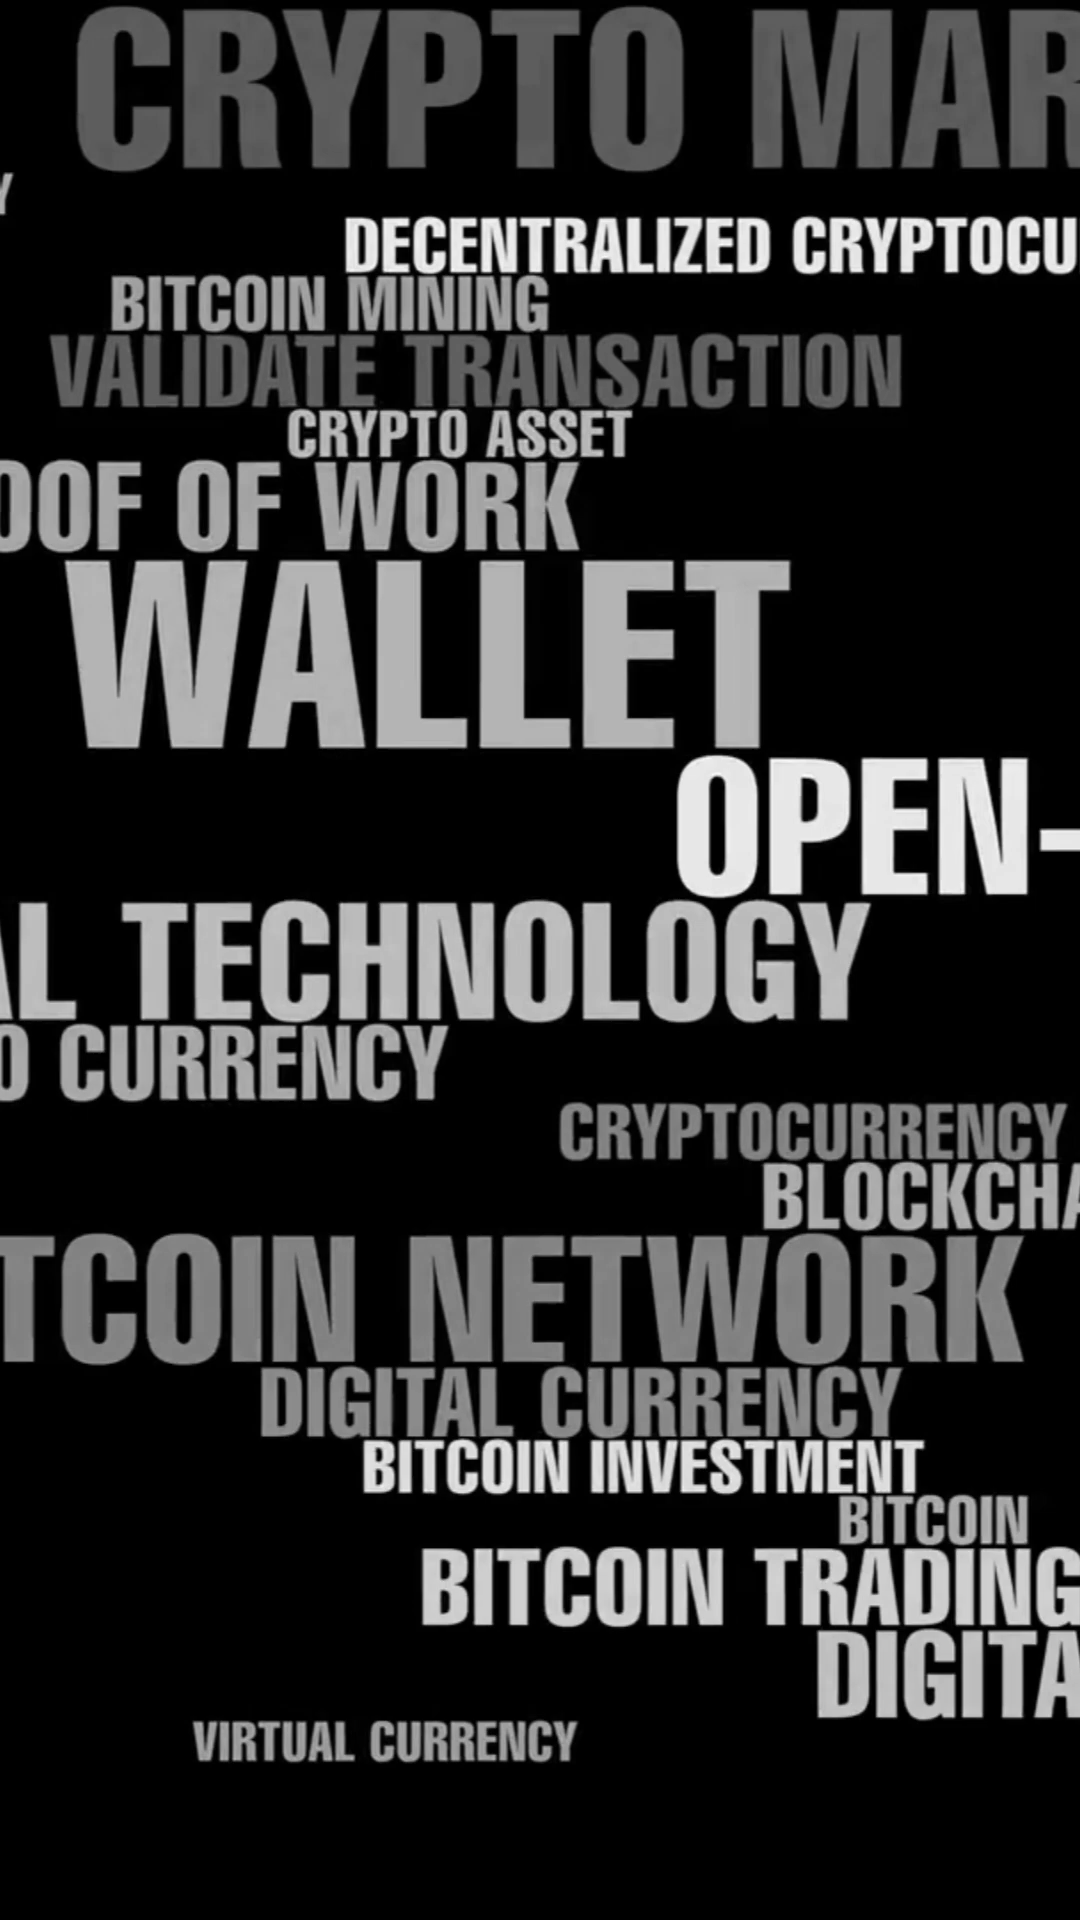 CRYPTO MAR
Y
DECENTRALIZED CRYPTOCU
BITCOIN MINING
VALIDATE TRANSACTION
CRYPTO ASSET
OOF OF WORK
WALLET
OPEN-
AL TECHNOLOGY
O CURRENCY
CRYPTOCURRENCY
BLOCKCHA
TCOIN NETWORK
DIGITAL CURRENCY
BITCOIN INVESTMENT
BITCOIN
BITCOIN TRADING
DIGITA
VIRTUAL CURRENCY